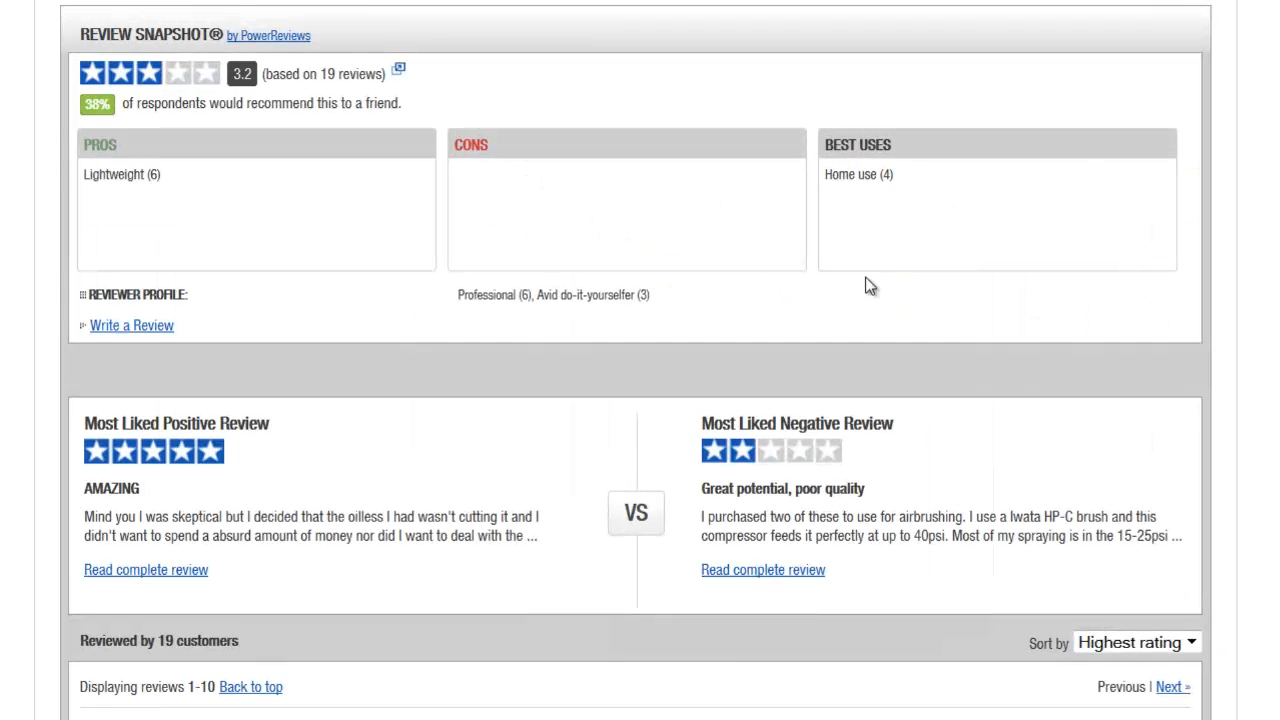 REVIEW SNAPSHOT® by PowerReviews
3.2 (based on 19 reviews)
38% of respondents would recommend this to a friend.
PROS
Lightweight (6)
CONS
BEST USES
Home use (4)
REVIEWER PROFILE: Professional (6), Avid do-it-yourselfer (3)
Write a Review
Most Liked Positive Review
AMAZING
Mind you I was skeptical but I decided that the oilless I had wasn't cutting it and I
didn't want to spend a absurd amount of money nor did I want to deal with the ...
Read complete review
VS
Most Liked Negative Review
Great potential, poor quality
I purchased two of these to use for airbrushing. I use a Iwata HP-C brush and this
compressor feeds it perfectly at up to 40psi. Most of my spraying is in the 15-25psi ...
Read complete review
Reviewed by 19 customers
Sort by Highest rating
Displaying reviews 1-10 Back to top
Previous | Next »